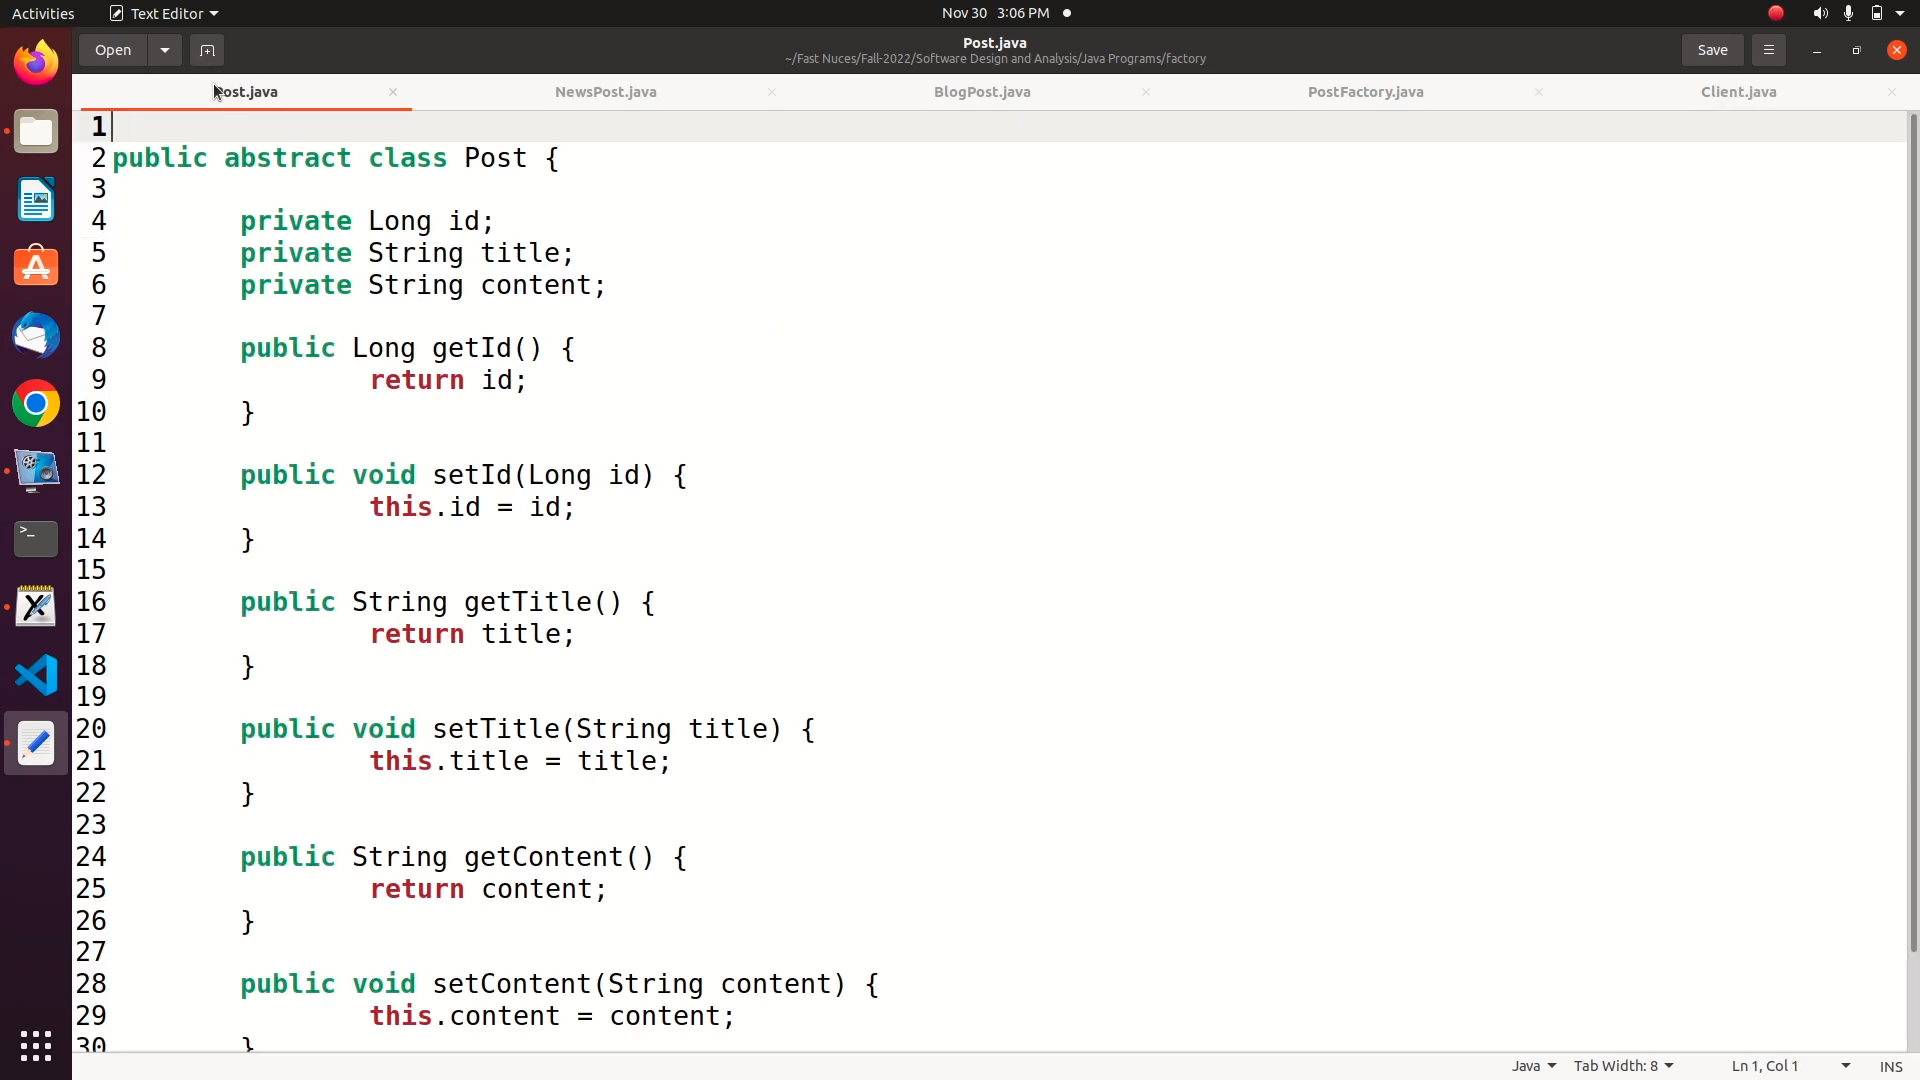 Activities Text Editor Nov 30 3:06 PM
Open Post.java Save
~/Fast Nuces/Fall-2022/Software Design and Analysis/Java Programs/factory
Post.java NewsPost.java BlogPost.java PostFactory.java Client.java
1
2 public abstract class Post {
3
4 private Long id;
5 private String title;
6 private String content;
7
8 public Long getId() {
9 return id;
10 }
11
12 public void setId(Long id) {
13 this.id = id;
14 }
15
16 public String getTitle() {
17 return title;
18 }
19
20 public void setTitle(String title) {
21 this.title = title;
22 }
23
24 public String getContent() {
25 return content;
26 }
27
28 public void setContent(String content) {
29 this.content = content;
30 }
Java Tab Width: 8 Ln 1, Col 1 INS